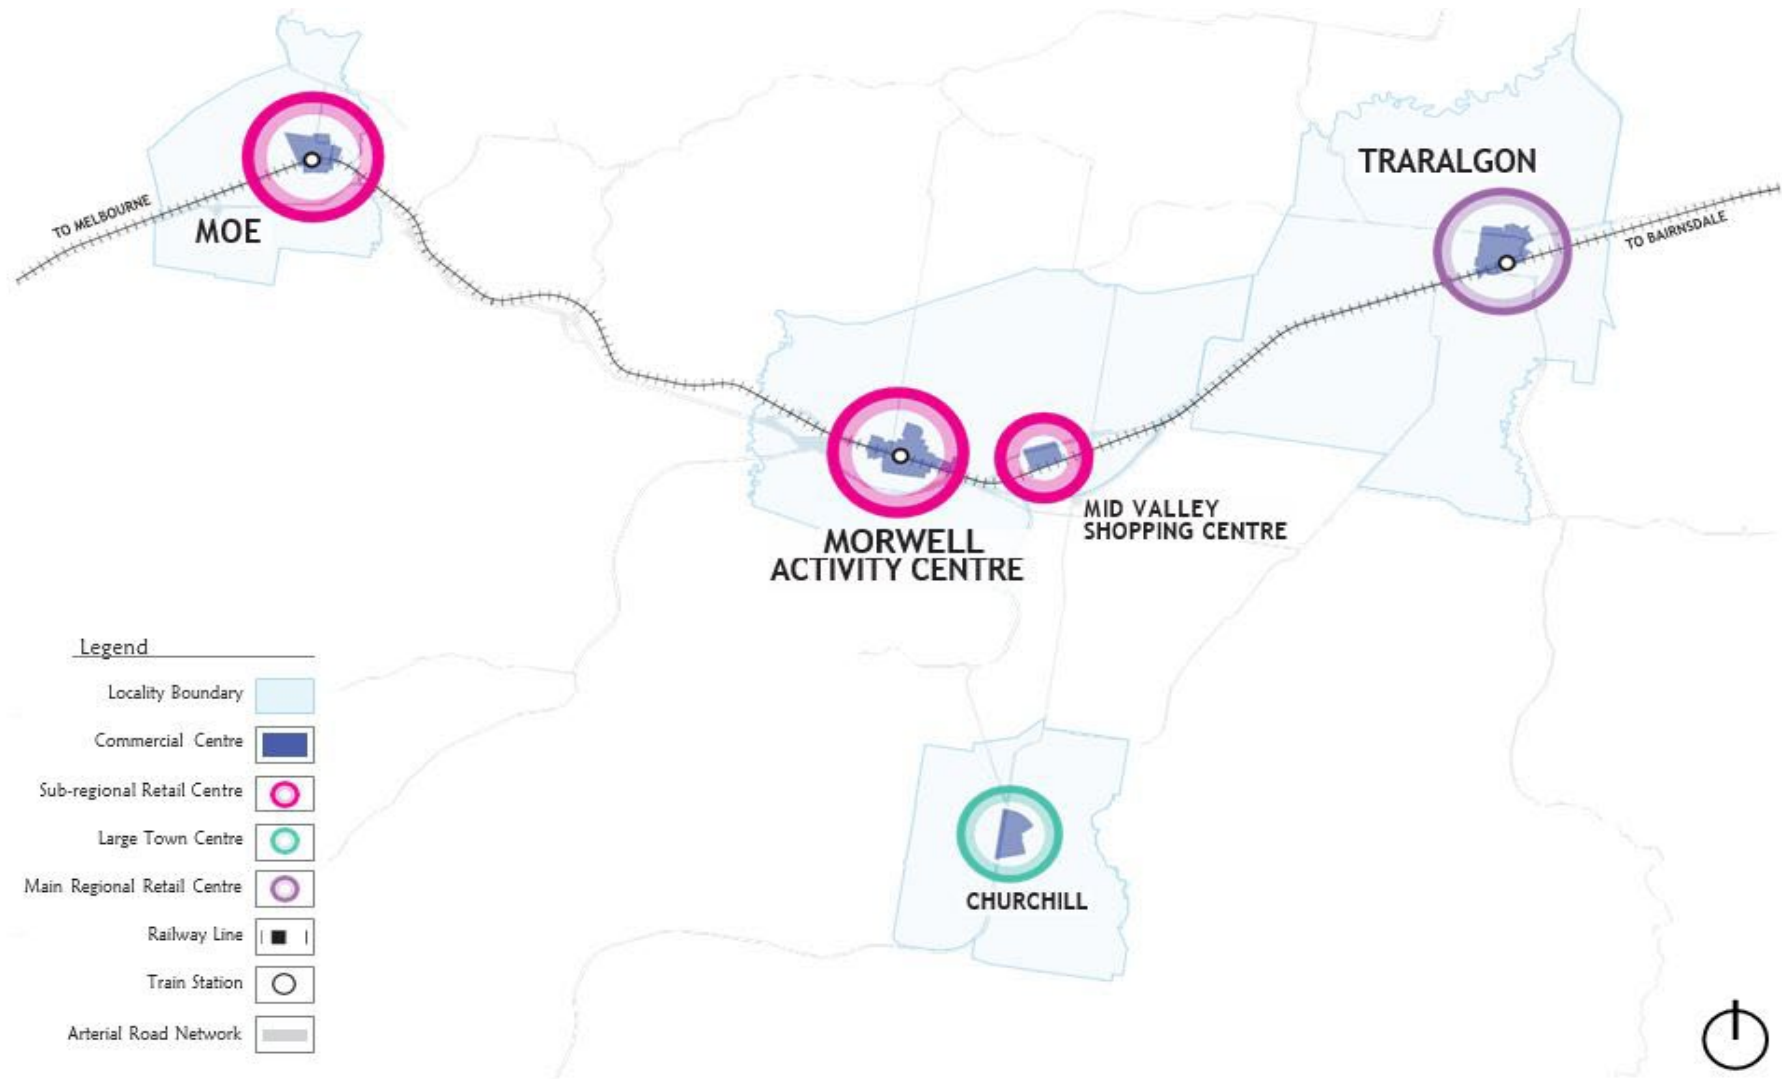 TRARALGON
TO MELBOURNE
MOE
TO BAIRNSDALE
MID VALLEY
SHOPPING CENTRE
MORWELL
ACTIVITY CENTRE
CHURCHILL
Legend
Locality Boundary
Commercial Centre
Sub-regional Retail Centre
Large Town Centre
Main Regional Retail Centre
Railway Line
Train Station
Arterial Road Network